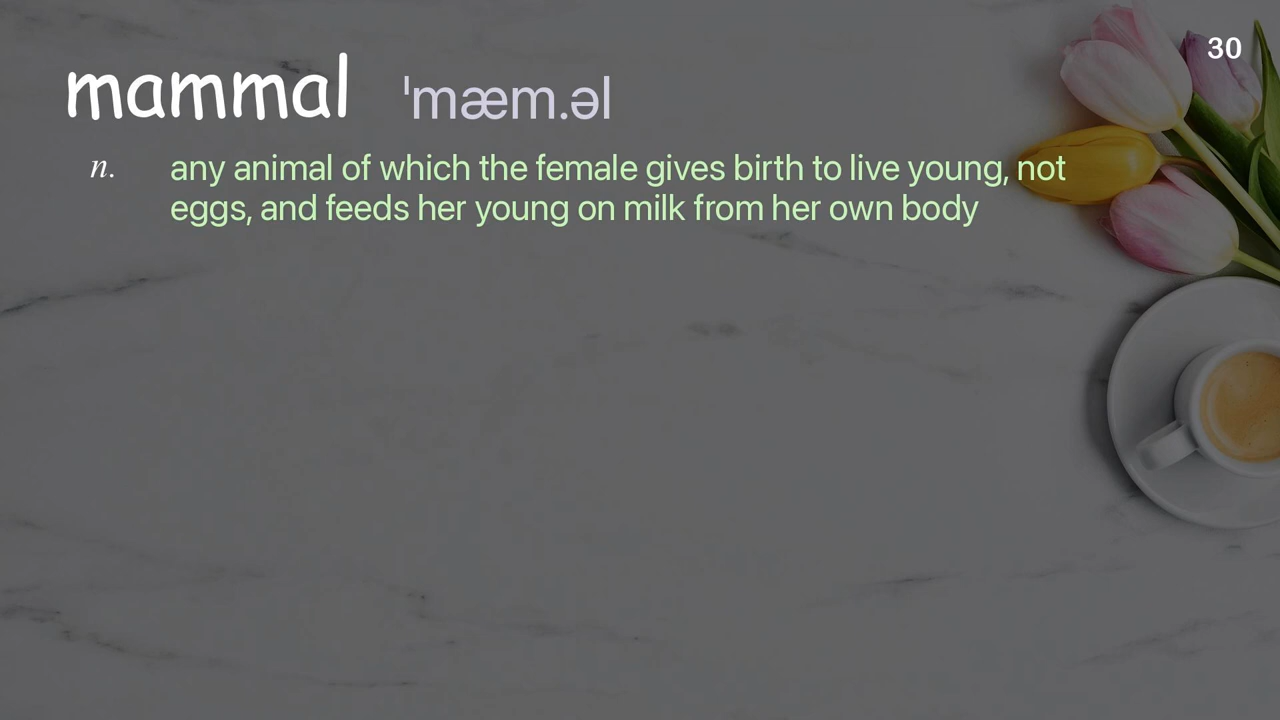 30
mammal ˈmæm.əl
n. any animal of which the female gives birth to live young, not
eggs, and feeds her young on milk from her own body